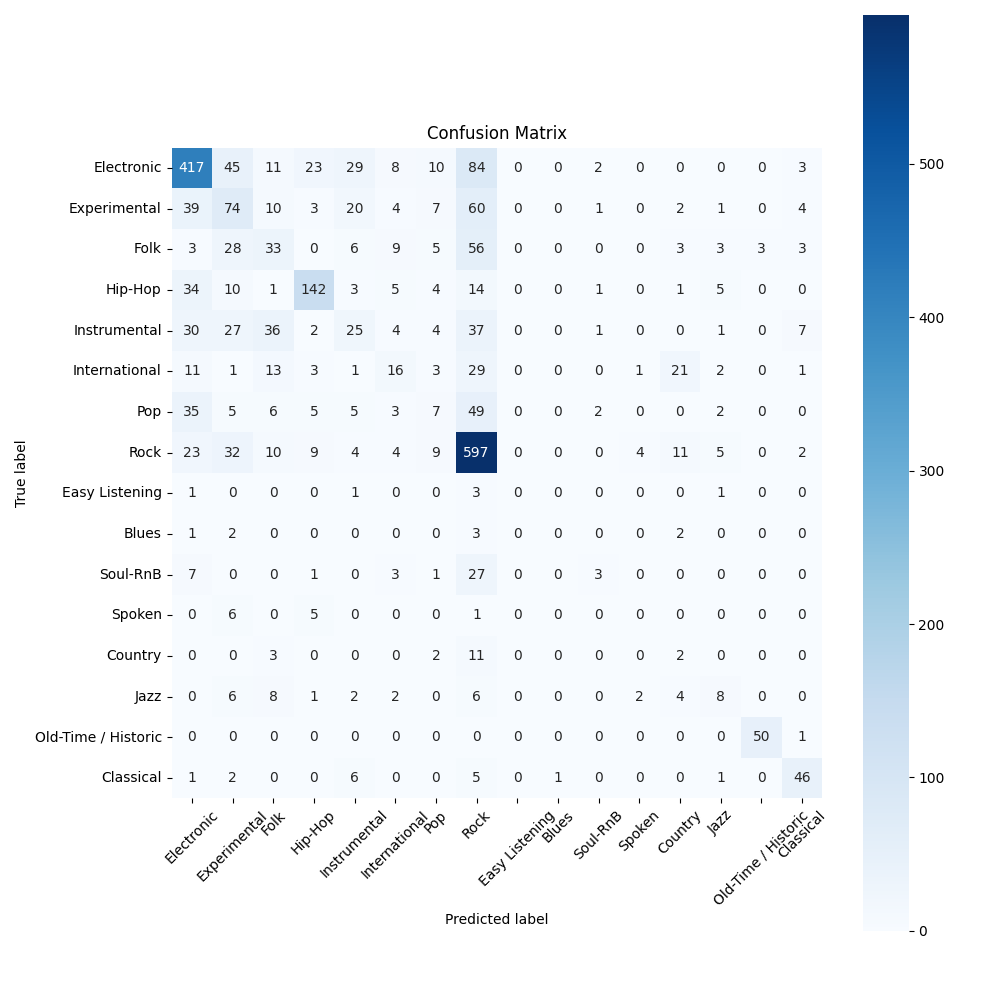 Confusion Matrix
Electronic 417 45 11 23 29 8 10 84 0 0 2 0 0 0 0 3
Experimental 39 74 10 3 20 4 7 60 0 0 1 0 2 1 0 4
Folk 3 28 33 0 6 9 5 56 0 0 0 0 3 3 3 3
Hip-Hop 34 10 1 142 3 5 4 14 0 0 1 0 1 5 0 0
Instrumental 30 27 36 2 25 4 4 37 0 0 1 0 0 1 0 7
International 11 1 13 3 1 16 3 29 0 0 0 1 21 2 0 1
Pop 35 5 6 5 5 3 7 49 0 0 2 0 0 2 0 0
Rock 23 32 10 9 4 4 9 597 0 0 0 4 11 5 0 2
Easy Listening 1 0 0 0 1 0 0 3 0 0 0 0 0 1 0 0
Blues 1 2 0 0 0 0 0 3 0 0 0 0 2 0 0 0
Soul-RnB 7 0 0 1 0 3 1 27 0 0 3 0 0 0 0 0
Spoken 0 6 0 5 0 0 0 1 0 0 0 0 0 0 0 0
Country 0 0 3 0 0 0 2 11 0 0 0 0 2 0 0 0
Jazz 0 6 8 1 2 2 0 6 0 0 0 2 4 8 0 0
Old-Time / Historic 0 0 0 0 0 0 0 0 0 0 0 0 0 0 50 1
Classical 1 2 0 0 6 0 0 5 0 1 0 0 0 1 0 46
True label
Electronic
Experimental
Folk
Hip-Hop
Instrumental
International
Pop
Rock
Easy Listening
Blues
Soul-RnB
Spoken
Country
Jazz
Old-Time / Historic
Classical
Predicted label
500
400
300
200
100
0